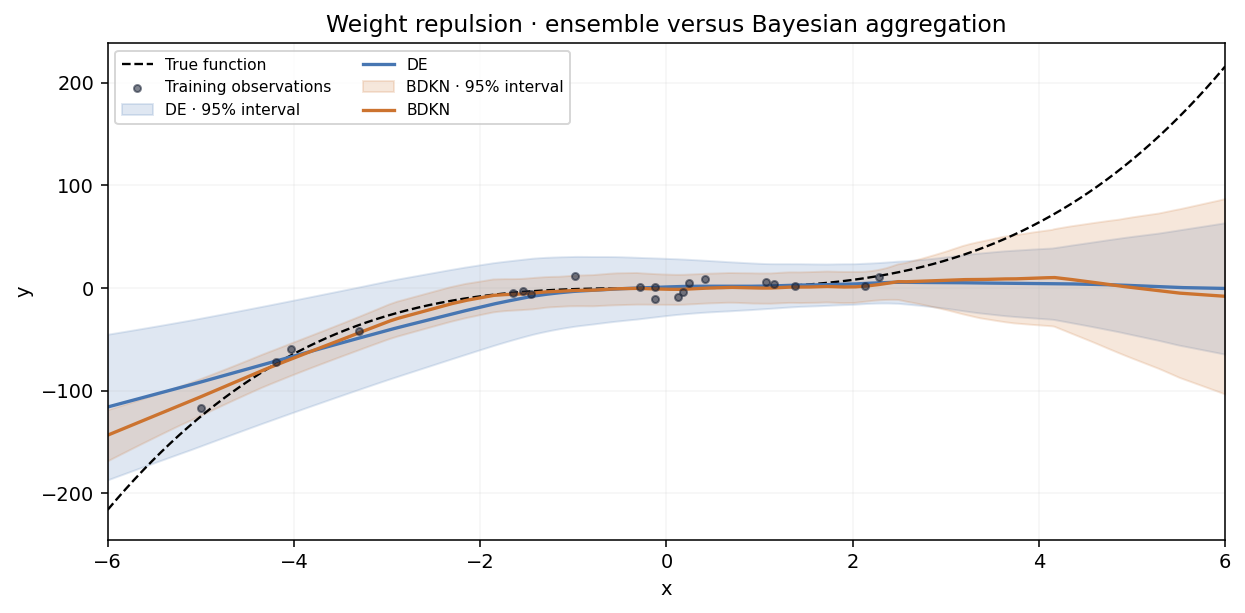 Weight repulsion · ensemble versus Bayesian aggregation
True function
Training observations
DE · 95% interval
DE
BDKN · 95% interval
BDKN
200
100
0
−100
−200
y
−6
−4
−2
0
2
4
6
x